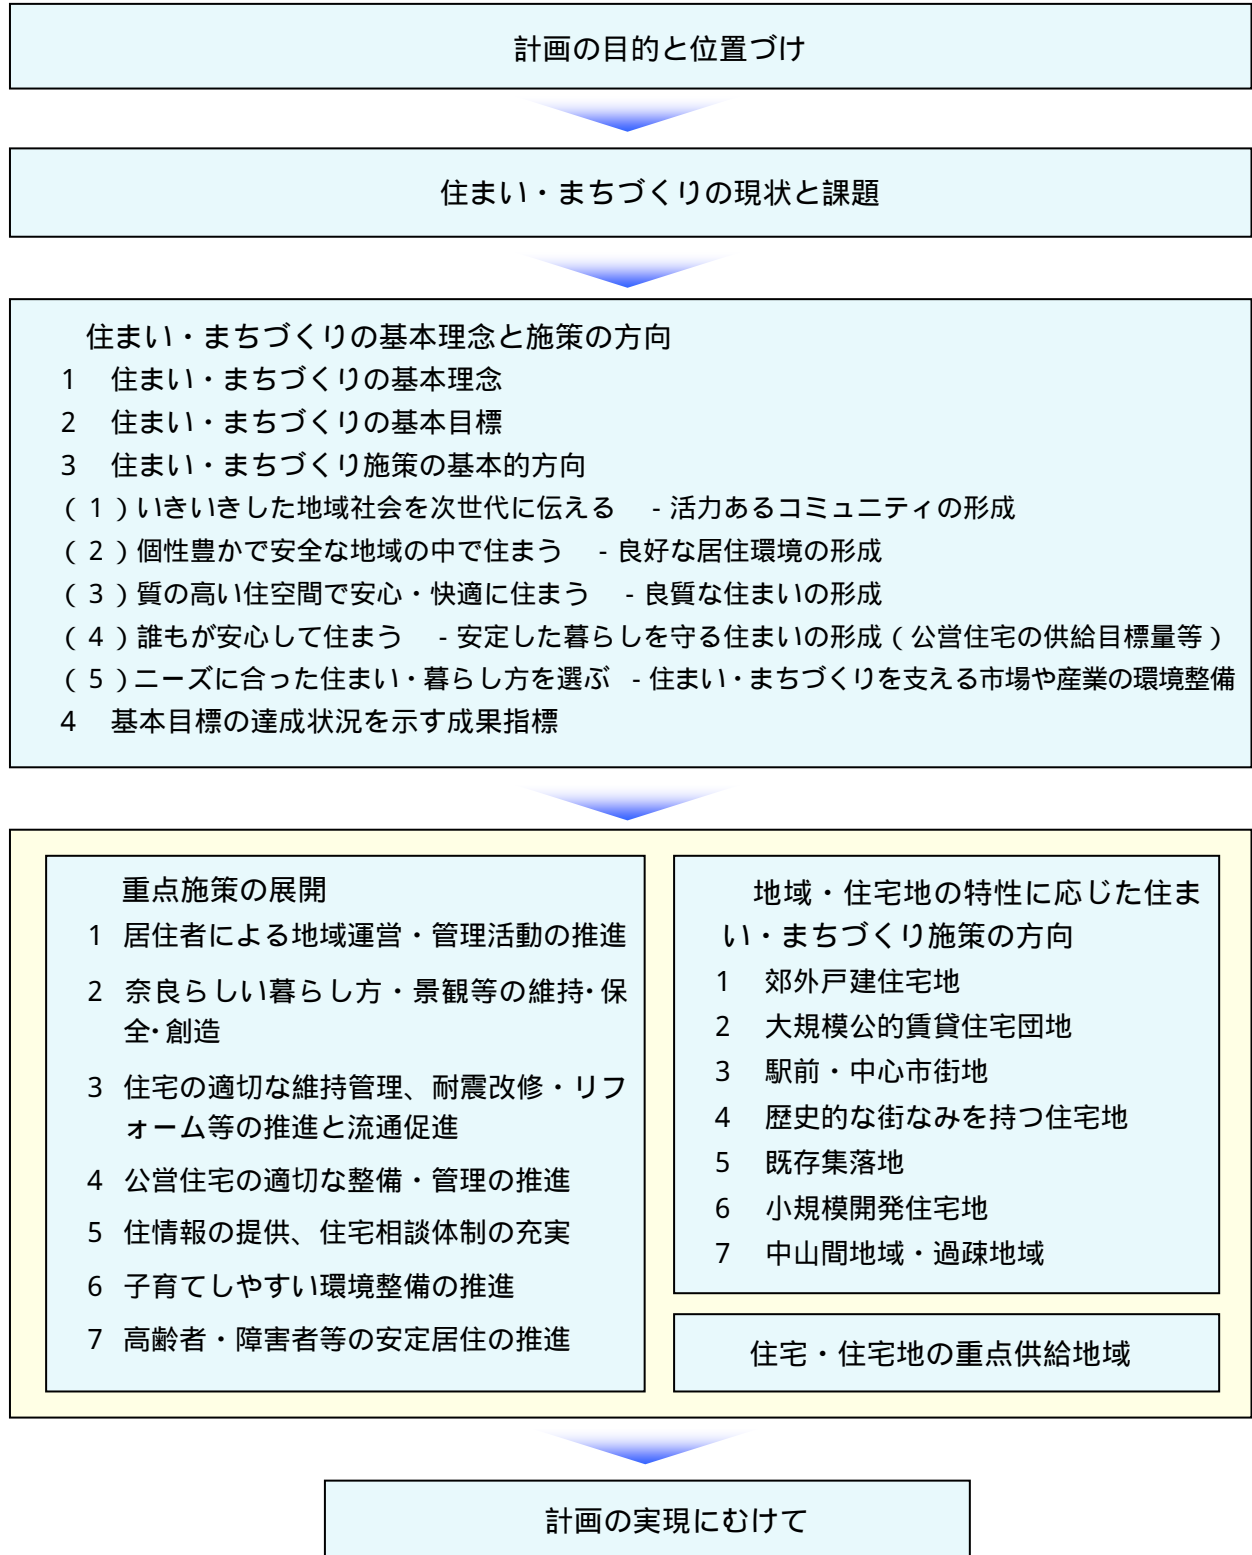 計画の目的と位置づけ
住まい・まちづくりの現状と課題
住まい・まちづくりの基本理念と施策の方向
1 住まい・まちづくりの基本理念
2 住まい・まちづくりの基本目標
3 住まい・まちづくり施策の基本的方向
(1)いきいきした地域社会を次世代に伝える -活力あるコミュニティの形成
(2)個性豊かで安全な地域の中で住まう -良好な居住環境の形成
(3)質の高い住空間で安心・快適に住まう -良質な住まいの形成
(4)誰もが安心して住まう -安定した暮らしを守る住まいの形成(公営住宅の供給目標量等)
(5)ニーズに合った住まい・暮らし方を選ぶ -住まい・まちづくりを支える市場や産業の環境整備
4 基本目標の達成状況を示す成果指標
重点施策の展開
1 居住者による地域運営・管理活動の推進
2 奈良らしい暮らし方・景観等の維持・保
全・創造
3 住宅の適切な維持管理、耐震改修・リフ
ォーム等の推進と流通促進
4 公営住宅の適切な整備・管理の推進
5 住情報の提供、住宅相談体制の充実
6 子育てしやすい環境整備の推進
7 高齢者・障害者等の安定居住の推進
地域・住宅地の特性に応じた住ま
い・まちづくり施策の方向
1 郊外戸建住宅地
2 大規模公的賃貸住宅団地
3 駅前・中心市街地
4 歴史的な街なみを持つ住宅地
5 既存集落地
6 小規模開発住宅地
7 中山間地域・過疎地域
住宅・住宅地の重点供給地域
計画の実現にむけて